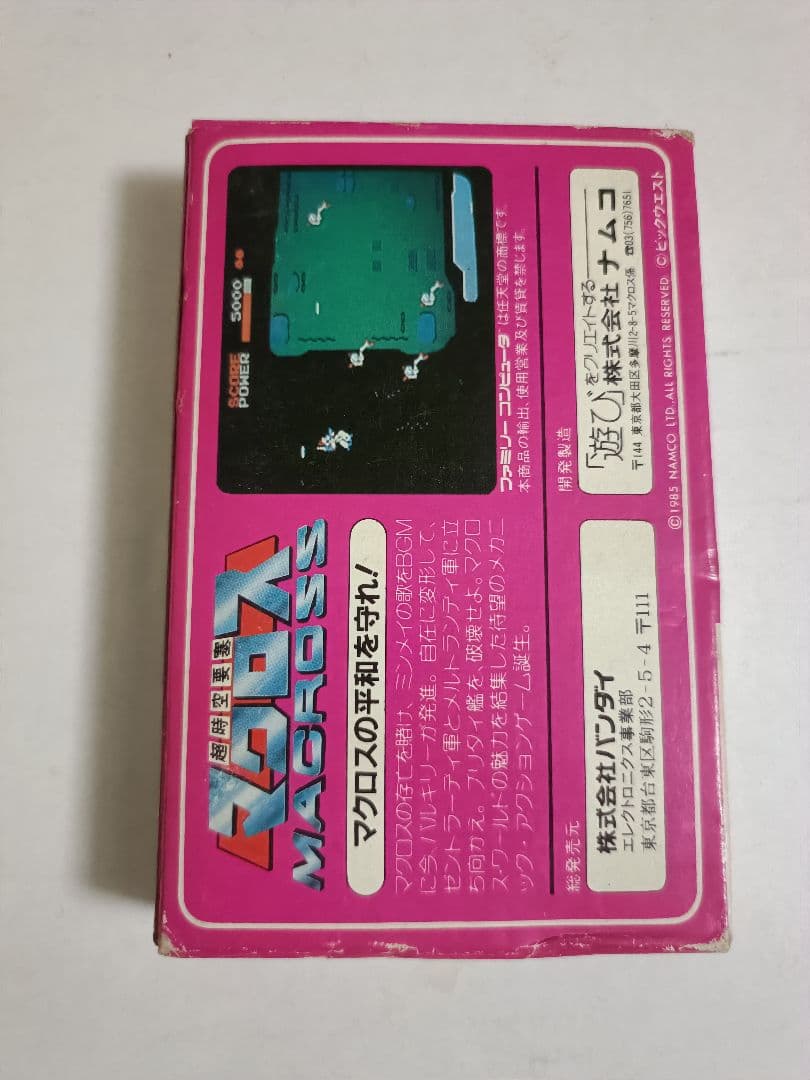 超時空要塞
マクロス
MACROSS
マクロスの平和を守れ!
マクロスの存亡を賭け、ミンメイの歌をBGM
に今、バルキリーが発進。自在に変形して、
ゼントラーディ軍とメルトランディ軍に立
ち向かえ。ブリタイ艦を、破壊せよ。マクロ
ス・ワールドの魅力を結集した待望のメカニ
ック・アクションゲーム誕生。
SCORE 5000
POWER
ファミリーコンピュータ™は任天堂の商標です。
本商品の輸出、使用営業及び賃貸を禁じます。
総発売元
株式会社バンダイ
エレクトロニクス事業部
東京都台東区駒形2-5-4 〒111
開発製造
「遊び」をクリエイトする
株式会社ナムコ
〒144 東京都大田区多摩川2-8-5マクロス係 ☎03(756)7651
©1985 NAMCO LTD., ALL RIGHTS RESERVED ©ビックウエスト